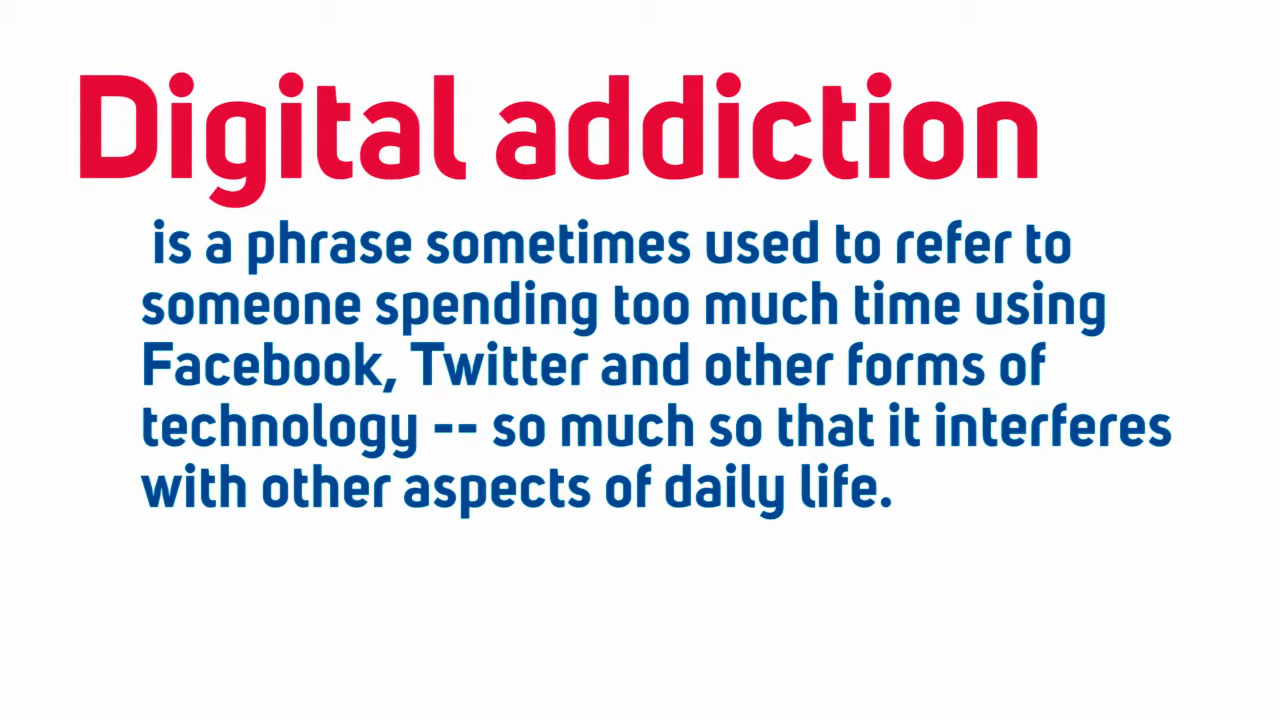 Digital addiction
is a phrase sometimes used to refer to
someone spending too much time using
Facebook, Twitter and other forms of
technology -- so much so that it interferes
with other aspects of daily life.